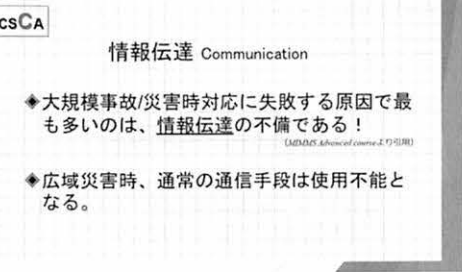 CSCA
情報伝達 Communication
◆大規模事故/災害時対応に失敗する原因で最
も多いのは、情報伝達の不備である！
(MIMMS Advanced courseより引用)
◆広域災害時、通常の通信手段は使用不能と
なる。